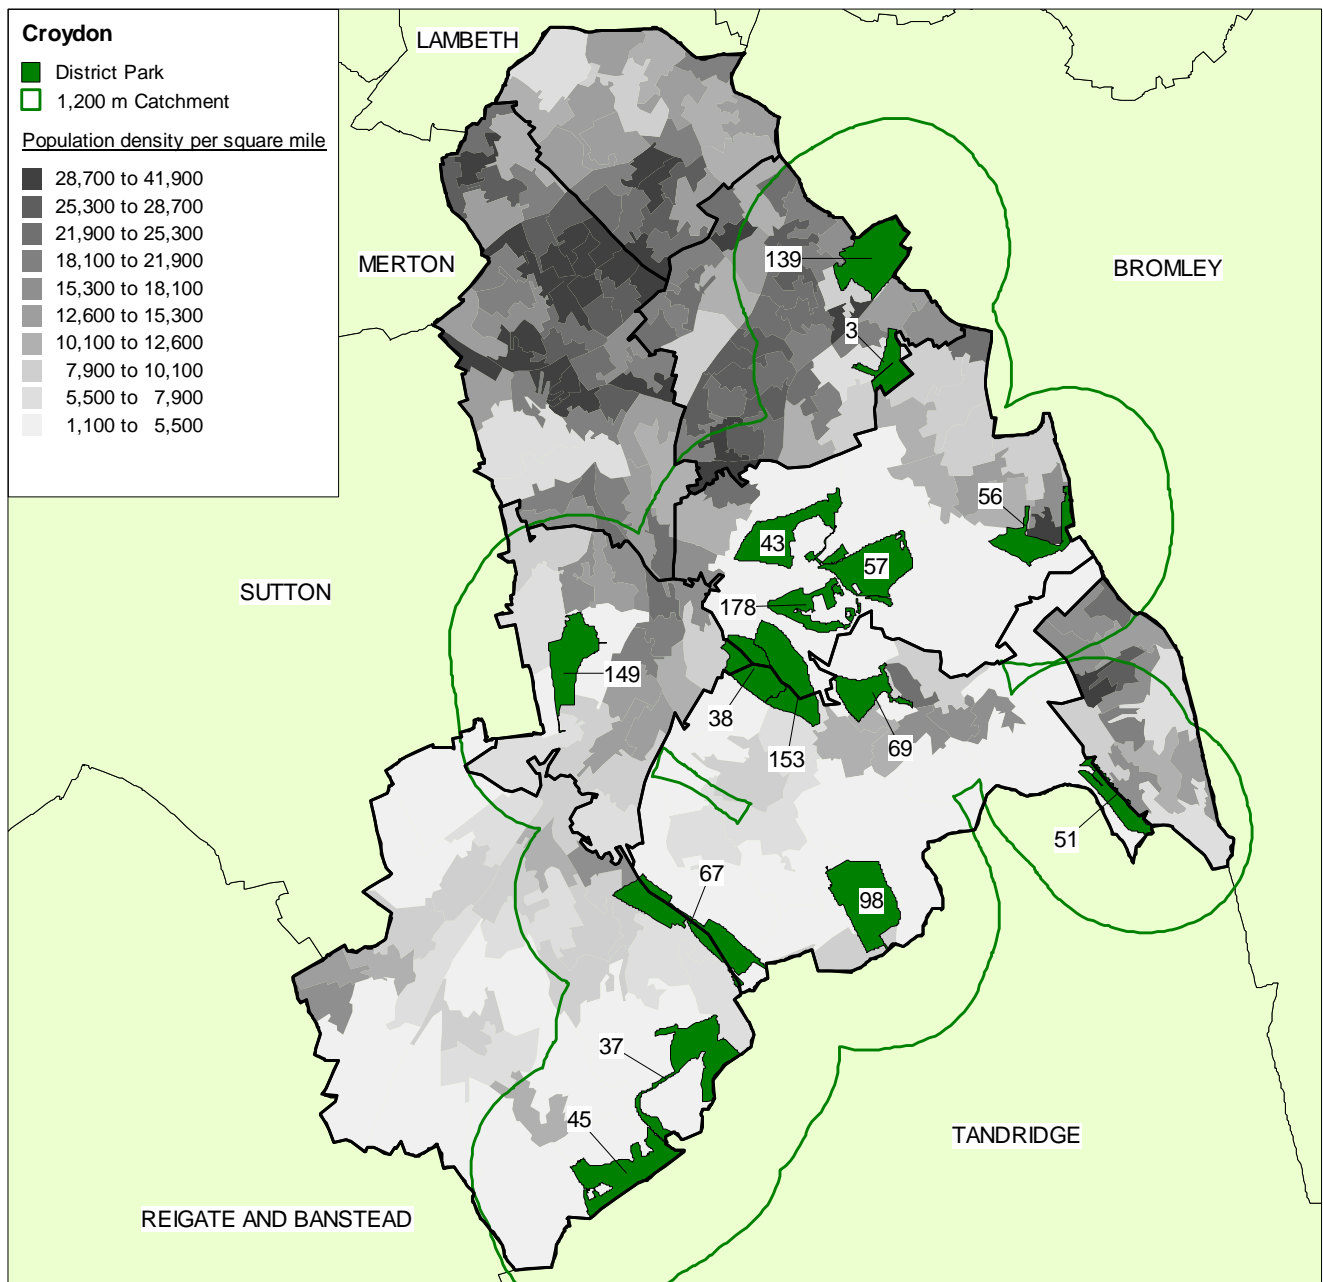 Croydon
District Park
1,200 m Catchment
Population density per square mile
28,700 to 41,900
25,300 to 28,700
21,900 to 25,300
18,100 to 21,900
15,300 to 18,100
12,600 to 15,300
10,100 to 12,600
7,900 to 10,100
5,500 to 7,900
1,100 to 5,500
LAMBETH
MERTON
139
BROMLEY
3
56
43
57
SUTTON
178
149
38
153
69
51
67
98
37
45
TANDRIDGE
REIGATE AND BANSTEAD